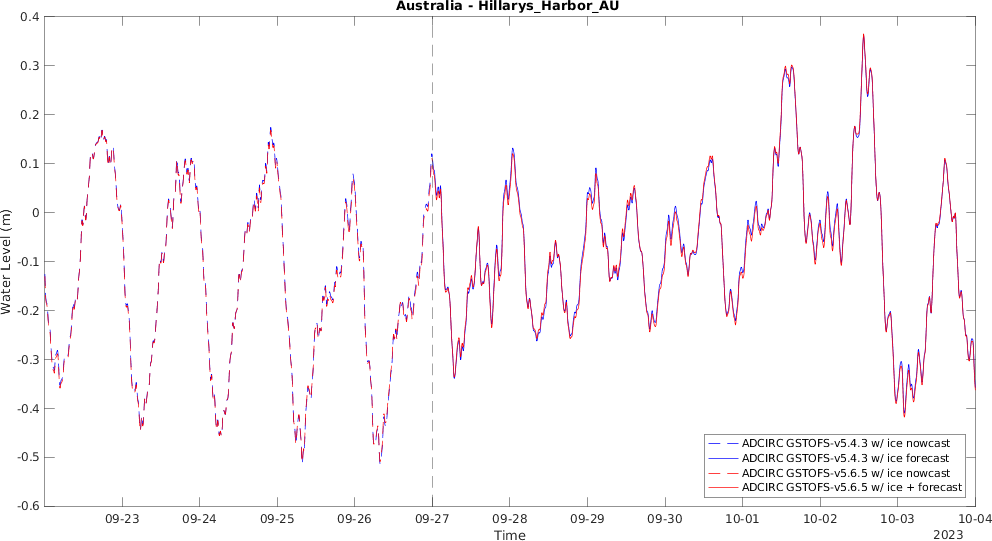 Australia - Hillarys_Harbor_AU
0.4
0.3
0.2
0.1
0
-0.1
-0.2
-0.3
-0.4
-0.5
-0.6
Water Level (m)
ADCIRC GSTOFS-v5.4.3 w/ ice nowcast
ADCIRC GSTOFS-v5.4.3 w/ ice forecast
ADCIRC GSTOFS-v5.6.5 w/ ice nowcast
ADCIRC GSTOFS-v5.6.5 w/ ice + forecast
09-23 09-24 09-25 09-26 09-27 09-28 09-29 09-30 10-01 10-02 10-03 10-04
Time
2023